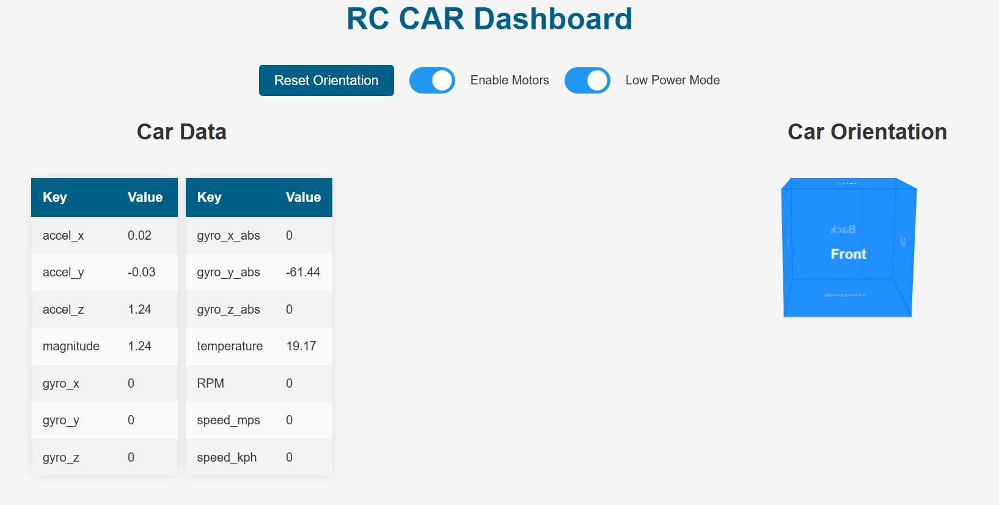 RC CAR Dashboard
Reset Orientation
Enable Motors
Low Power Mode
Car Data
Car Orientation
Key Value
accel_x 0.02
accel_y -0.03
accel_z 1.24
magnitude 1.24
gyro_x 0
gyro_y 0
gyro_z 0
Key Value
gyro_x_abs 0
gyro_y_abs -61.44
gyro_z_abs 0
temperature 19.17
RPM 0
speed_mps 0
speed_kph 0
Back
Front
Bottom